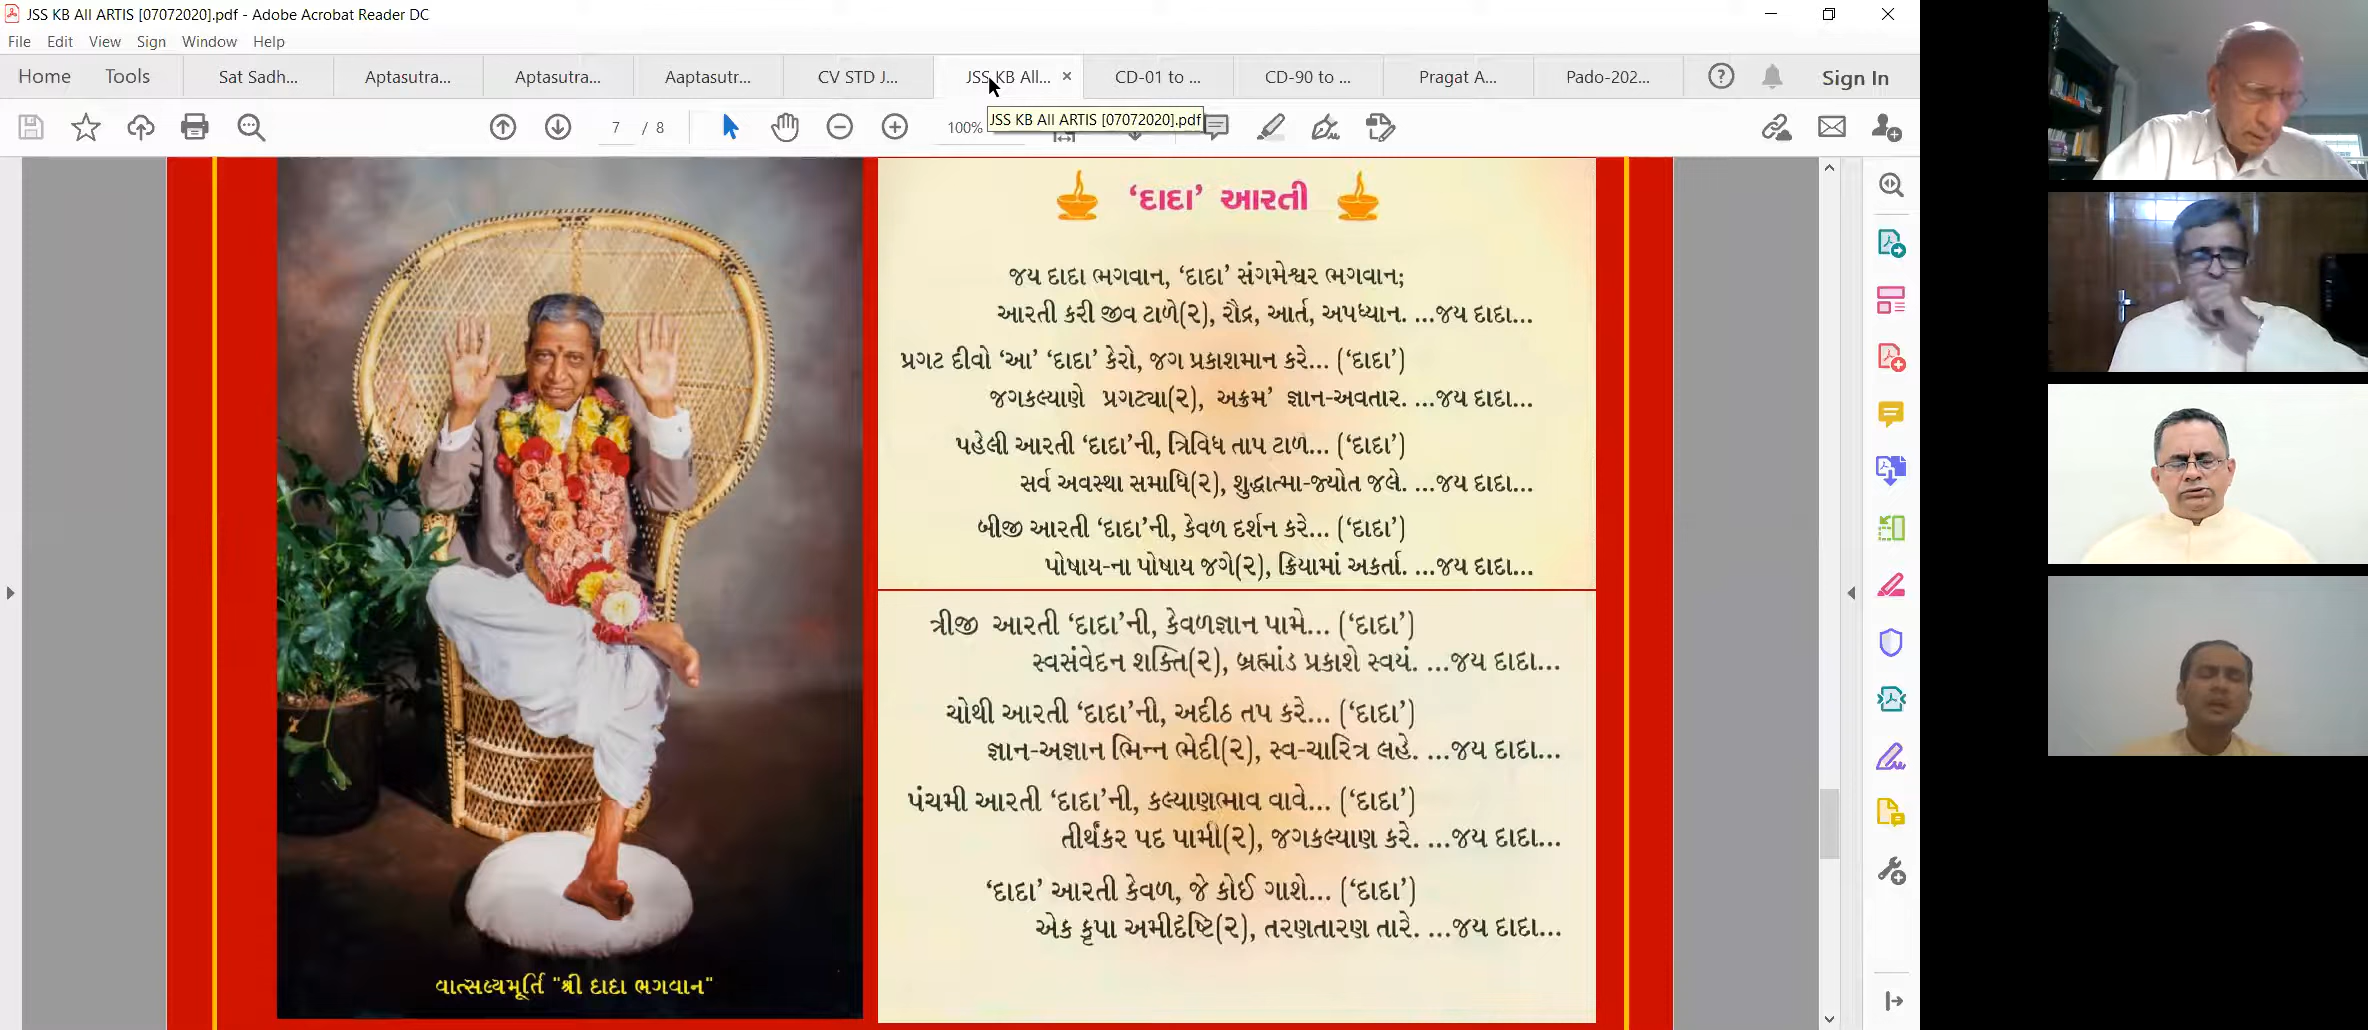 JSS KB All ARTIS [07072020].pdf - Adobe Acrobat Reader DC
File Edit View Sign Window Help
Home Tools Sat Sadh... Aptasutra... Aptasutra... Aaptasutr... CV STD J... JSS KB All... CD-01 to ... CD-90 to ... Pragat A... Pado-202... Sign In
7 / 8 100%
JSS KB All ARTIS [07072020].pdf
‘દાદા’ આરતી
જય દાદા ભગવાન, ‘દાદા’ સંગમેશ્વર ભગવાન;
આરતી કરી જીવ ટાળે(૨), રૌદ્ર, આર્ત, અપધ્યાન. ...જય દાદા...
પ્રગટ દીવો ‘આ’ ‘દાદા’ કેરો, જગ પ્રકાશમાન કરે... (‘દાદા’)
જગકલ્યાણે પ્રગટ્યા(૨), અક્રમ’ જ્ઞાન-અવતાર. ...જય દાદા...
પહેલી આરતી ‘દાદા’ની, ત્રિવિધ તાપ ટાળે... (‘દાદા’)
સર્વ અવસ્થા સમાધિ(૨), શુદ્ધાત્મા-જ્યોત જલે. ...જય દાદા...
બીજી આરતી ‘દાદા’ની, કેવળ દર્શન કરે... (‘દાદા’)
પોષાય-ના પોષાય જગે(૨), ક્રિયામાં અકર્તા. ...જય દાદા...
ત્રીજી આરતી ‘દાદા’ની, કેવળજ્ઞાન પામે... (‘દાદા’)
સ્વસંવેદન શક્તિ(૨), બ્રહ્માંડ પ્રકાશે સ્વયં. ...જય દાદા...
ચોથી આરતી ‘દાદા’ની, અદીઠ તપ કરે... (‘દાદા’)
જ્ઞાન-અજ્ઞાન ભિન્ન ભેદી(૨), સ્વ-ચારિત્ર લહે. ...જય દાદા...
પંચમી આરતી ‘દાદા’ની, કલ્યાણભાવ વાવે... (‘દાદા’)
તીર્થંકર પદ પામી(૨), જગકલ્યાણ કરે. ...જય દાદા...
‘દાદા’ આરતી કેવળ, જે કોઈ ગાશે... (‘દાદા’)
એક કૃપા અમીદૃષ્ટિ(૨), તરણતારણ તારે. ...જય દાદા...
વાત્સલ્યમૂર્તિ "શ્રી દાદા ભગવાન"